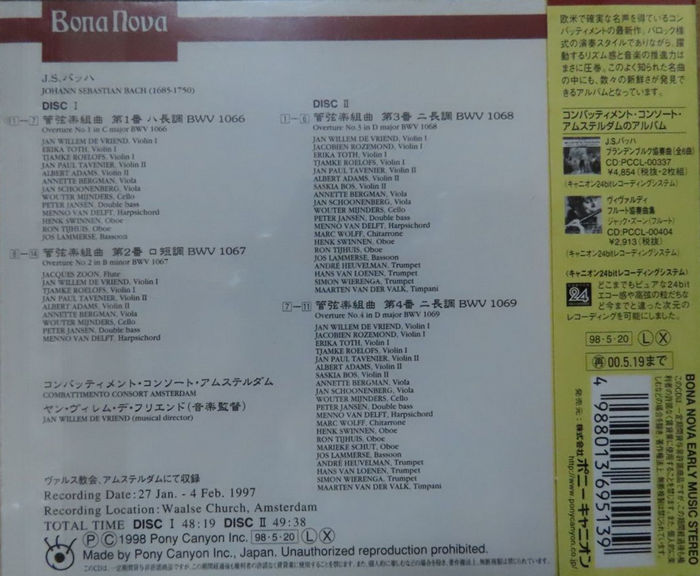 Bona Nova
J.S.バッハ
JOHANN SEBASTIAN BACH (1685-1750)
DISC Ⅰ
①-⑦ 管弦楽組曲 第1番 ハ長調 BWV 1066
Overture No.1 in C major BWV 1066
JAN WILLEM DE VRIEND, Violin I
ERIKA TOTH, Violin I
TJAMKE ROELOFS, Violin I
JAN PAUL TAVENIER, Violin II
ALBERT ADAMS, Violin II
ANNETTE BERGMAN, Viola
JAN SCHOONENBERG, Viola
WOUTER MIJNDERS, Cello
PETER JANSEN, Double bass
MENNO VAN DELFT, Harpsichord
HENK SWINNEN, Oboe
RON TIJHUIS, Oboe
JOS LAMMERSE, Bassoon
⑧-⑭ 管弦楽組曲 第2番 ロ短調 BWV 1067
Overture No.2 in B minor BWV 1067
JACQUES ZOON, Flute
JAN WILLEM DE VRIEND, Violin I
TJAMKE ROELOFS, Violin I
JAN PAUL TAVENIER, Violin II
ALBERT ADAMS, Violin II
ANNETTE BERGMAN, Viola
WOUTER MIJNDERS, Cello
PETER JANSEN, Double bass
MENNO VAN DELFT, Harpsichord
コンバッティメント・コンソート・アムステルダム
COMBATTIMENTO CONSORT AMSTERDAM
ヤン・ヴィレム・デ・フリエンド(音楽監督)
JAN WILLEM DE VRIEND (musical director)
DISC Ⅱ
①-⑥ 管弦楽組曲 第3番 ニ長調 BWV 1068
Overture No.3 in D major BWV 1068
JAN WILLEM DE VRIEND, Violin I
JACOBIEN ROZEMOND, Violin I
ERIKA TOTH, Violin I
TJAMKE ROELOFS, Violin I
JAN PAUL TAVENIER, Violin II
ALBERT ADAMS, Violin II
SASKIA BOS, Violin II
ANNETTE BERGMAN, Viola
JAN SCHOONENBERG, Viola
WOUTER MIJNDERS, Cello
PETER JANSEN, Double bass
MENNO VAN DELFT, Harpsichord
MARC WOLFF, Chitarrone
HENK SWINNEN, Oboe
RON TIJHUIS, Oboe
JOS LAMMERSE, Bassoon
ANDRE HEUVELMAN, Trumpet
HANS VAN LOENEN, Trumpet
SIMON WIERENGA, Trumpet
MAARTEN VAN DER VALK, Timpani
⑦-⑪ 管弦楽組曲 第4番 ニ長調 BWV 1069
Overture No.4 in D major BWV 1069
JAN WILLEM DE VRIEND, Violin I
JACOBIEN ROZEMOND, Violin I
ERIKA TOTH, Violin I
TJAMKE ROELOFS, Violin I
JAN PAUL TAVENIER, Violin II
ALBERT ADAMS, Violin II
SASKIA BOS, Violin II
ANNETTE BERGMAN, Viola
JAN SCHOONENBERG, Viola
WOUTER MIJNDERS, Cello
PETER JANSEN, Double bass
MENNO VAN DELFT, Harpsichord
MARC WOLFF, Chitarrone
HENK SWINNEN, Oboe
RON TIJHUIS, Oboe
MARIEKE SCHUT, Oboe
JOS LAMMERSE, Bassoon
ANDRE HEUVELMAN, Trumpet
HANS VAN LOENEN, Trumpet
SIMON WIERENGA, Trumpet
MAARTEN VAN DER VALK, Timpani
ヴァルス教会、アムステルダムにて収録
Recording Date: 27 Jan. - 4 Feb. 1997
Recording Location: Waalse Church, Amsterdam
TOTAL TIME DISC Ⅰ 48:19 DISC Ⅱ 49:38
Ⓟ Ⓒ 1998 Pony Canyon Inc. 98・5・20 Ⓛ Ⓧ
Made by Pony Canyon Inc., Japan. Unauthorized reproduction prohibited.
欧米で確実な名声を得ているコン
バッティメントの最新作。バロック様
式の演奏スタイルでありながら、躍
動するリズム感と音楽の推進力は
まさに圧巻。このよく知られた名曲
の中にも、数々の新鮮さが発見で
きるアルバムとなっています。
コンバッティメント・コンソート・
アムステルダムのアルバム
J.S.バッハ
ブランデンブルク協奏曲(全6曲)
CD:PCCL-00337
¥4,854(税抜・2枚組)
(キャニオン24bitレコーディングシステム)
ヴィヴァルディ
フルート協奏曲集
ジャック・ズーン(フルート)
CD:PCCL-00404
¥2,913(税抜)
(キャニオン24bitレコーディングシステム)
(キャニオン24bitレコーディングシステム)
24 どこまでもピュアな24bit
エコー感や高弦の粒だちな
ど今までと違った次元の
レコーディングを可能にしました。
98・5・20 Ⓛ Ⓧ
再 00.5.19まで
4 988013 695139
発売元:株式会社ポニーキャニオン
http://www.ponycanyon.co.jp/
BONA NOVA EARLY MUSIC